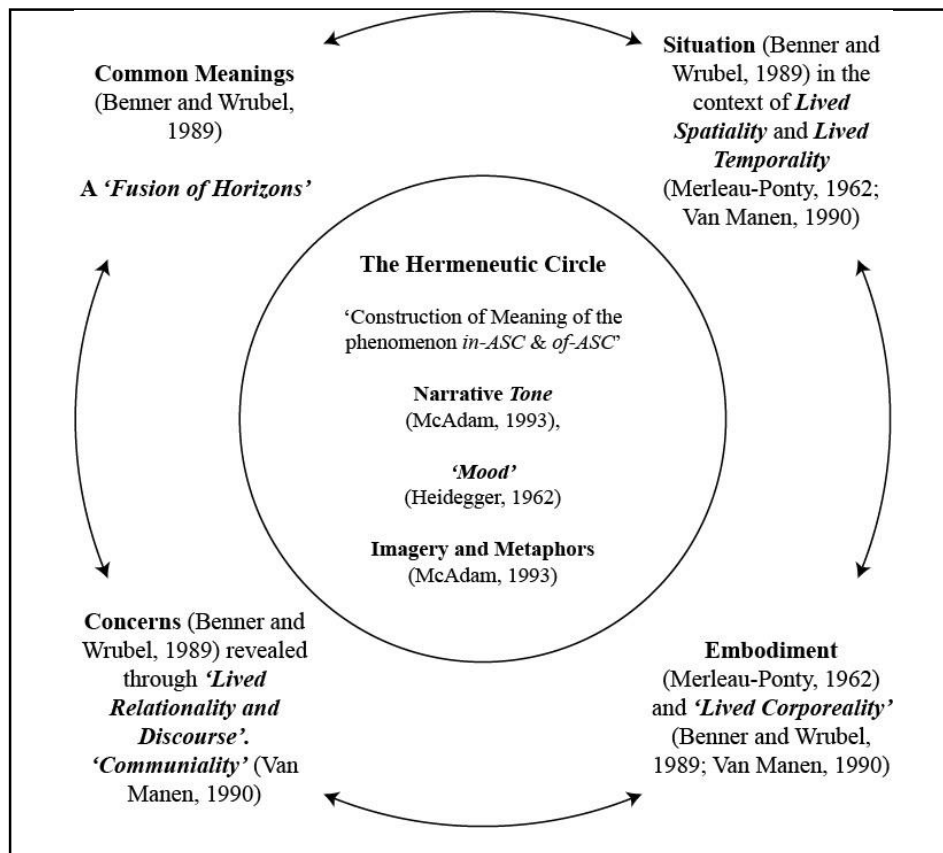 Common Meanings
(Benner and Wrubel,
1989)
A ‘Fusion of Horizons’
Situation (Benner and
Wrubel, 1989) in the
context of Lived
Spatiality and Lived
Temporality
(Merleau-Ponty, 1962;
Van Manen, 1990)
The Hermeneutic Circle
‘Construction of Meaning of the
phenomenon in-ASC & of-ASC’
Narrative Tone
(McAdam, 1993),
‘Mood’
(Heidegger, 1962)
Imagery and Metaphors
(McAdam, 1993)
Concerns (Benner and
Wrubel, 1989) revealed
through ‘Lived
Relationality and
Discourse’.
‘Communiality’ (Van
Manen, 1990)
Embodiment
(Merleau-Ponty, 1962)
and ‘Lived Corporeality’
(Benner and Wrubel,
1989; Van Manen, 1990)